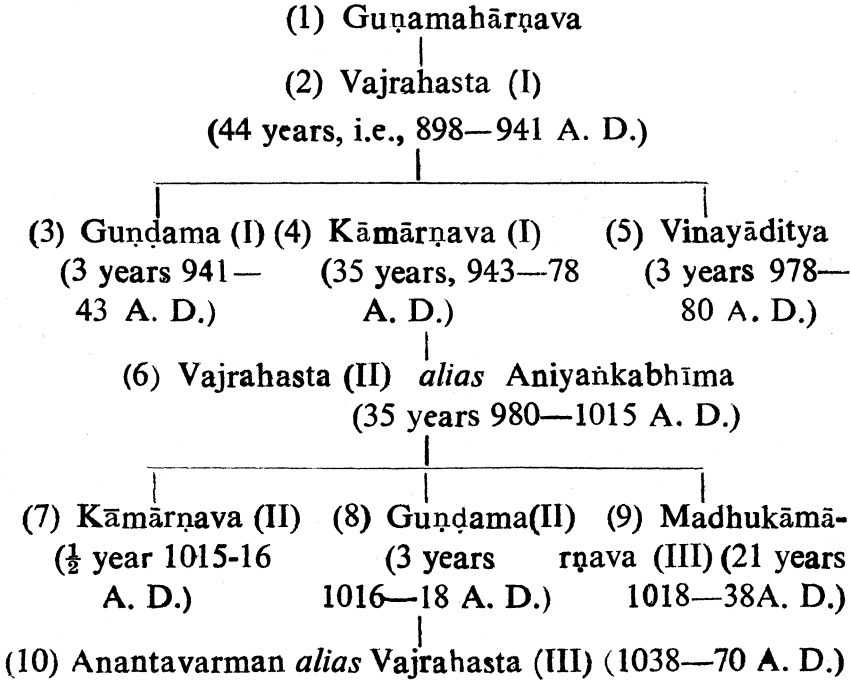 (1) Guṇamahārṇava
(2) Vajrahasta (I)
(44 years, i.e., 898—941 A. D.)
(3) Guṇḍama (I) (4) Kāmārṇava (I) (5) Vinayāditya
(3 years 941— (35 years, 943—78 (3 years 978—
43 A. D.) A. D.) 80 A. D.)
(6) Vajrahasta (II) alias Aniyaṅkabhīma
(35 years 980—1015 A. D.)
(7) Kāmārṇava (II) (8) Guṇḍama(II) (9) Madhukāmā-
(½ year 1015-16 (3 years rṇava (III) (21 years
A. D.) 1016—18 A. D.) 1018—38A. D.)
(10) Anantavarman alias Vajrahasta (III) (1038—70 A. D.)